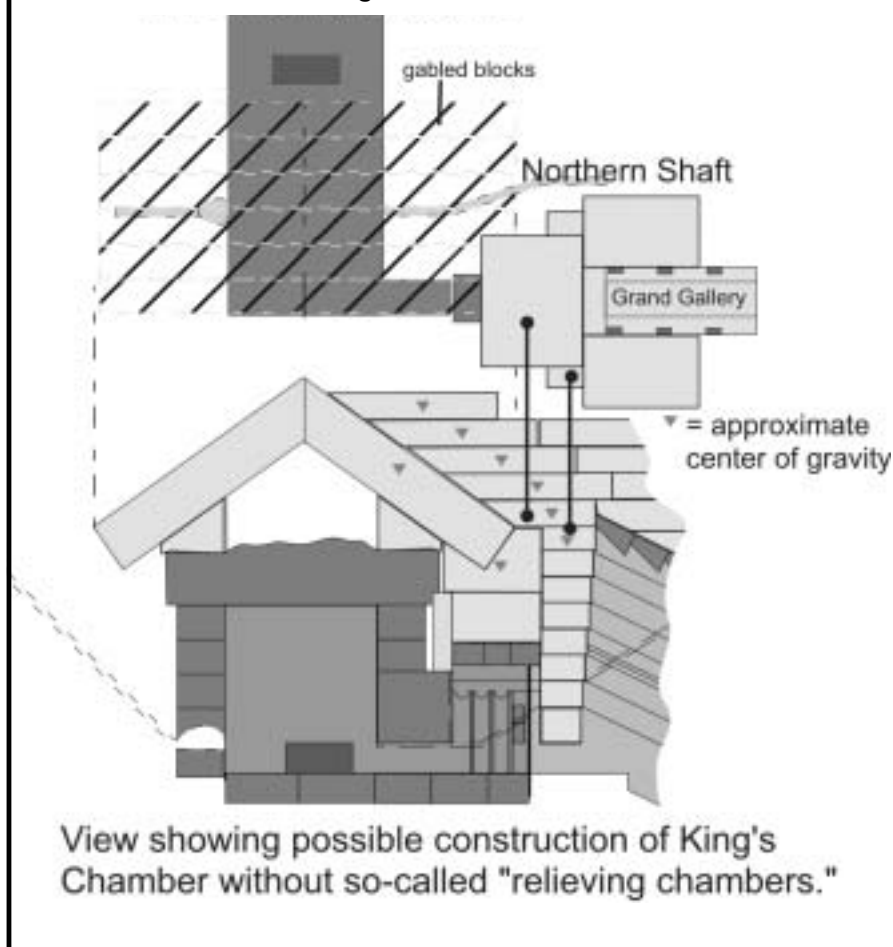 gabled blocks
Northern Shaft
Grand Gallery
= approximate
center of gravity
View showing possible construction of King's
Chamber without so-called "relieving chambers."